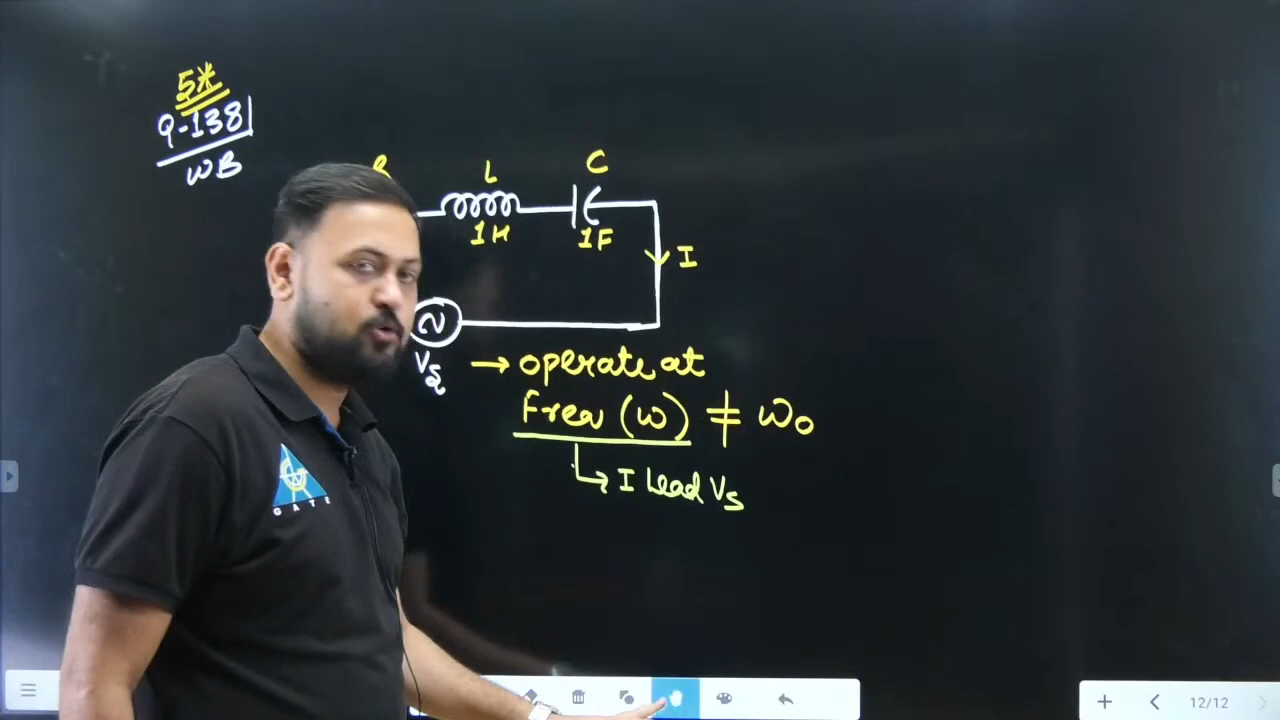 5*
Q-138
WB
R
L
C
1H
1F
I
Vs
→ operate at
Freq (ω) ≠ ω₀
↳ I Lead Vs
GATE
12/12